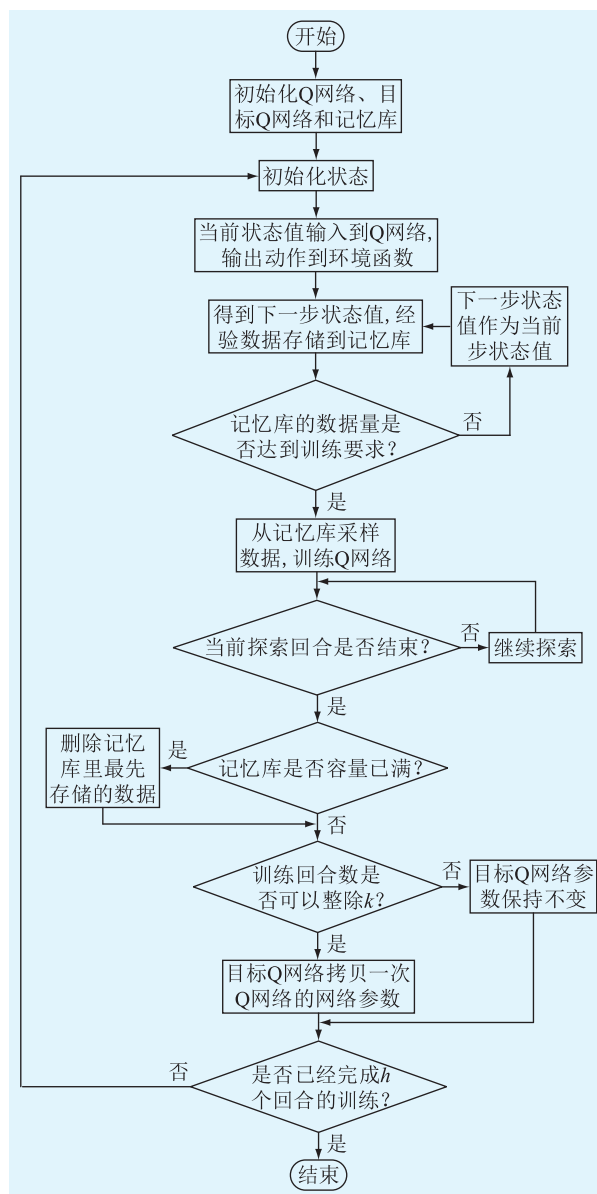 开始
初始化Q网络、目
标Q网络和记忆库
初始化状态
当前状态值输入到Q网络,
输出动作到环境函数
得到下一步状态值,经
验数据存储到记忆库
下一步状态
值作为当前
步状态值
记忆库的数据量是
否达到训练要求?
否
是
从记忆库采样
数据,训练Q网络
当前探索回合是否结束?
否
继续探索
是
记忆库是否容量已满?
是
删除记忆
库里最先
存储的数据
否
训练回合数是
否可以整除k?
否
目标Q网络参
数保持不变
是
目标Q网络拷贝一次
Q网络的网络参数
是否已经完成h
个回合的训练?
否
是
结束